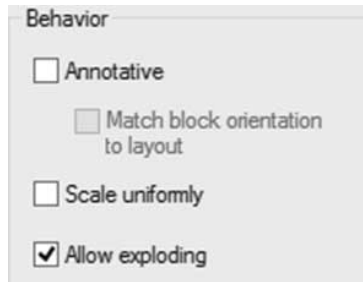 Behavior
Annotative
Match block orientation
to layout
Scale uniformly
Allow exploding